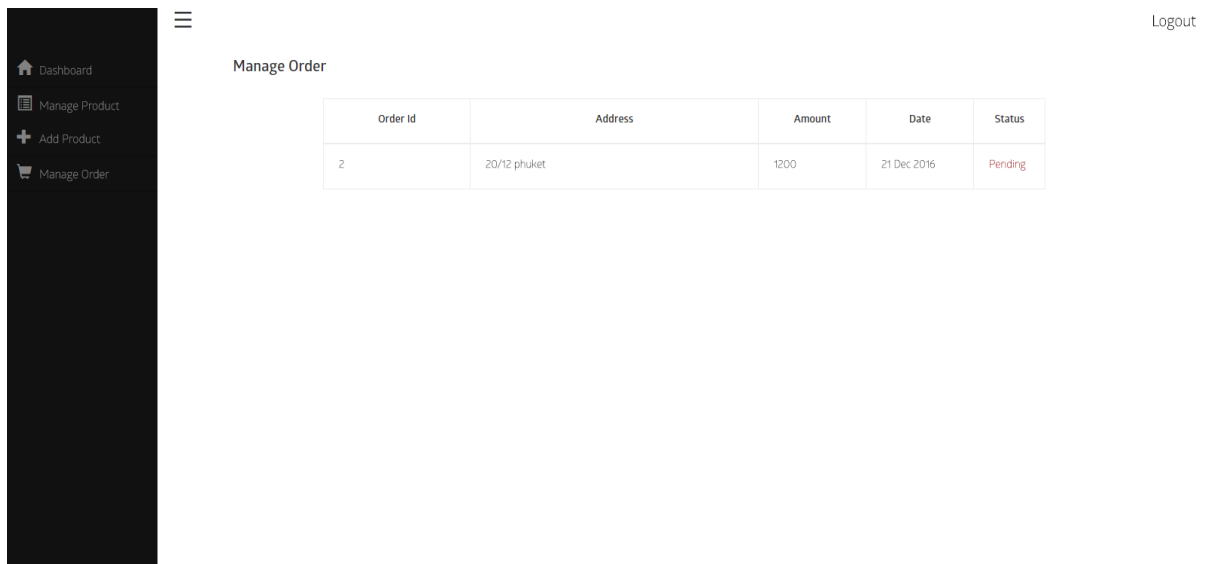 Logout
Dashboard
Manage Product
Add Product
Manage Order
Manage Order
Order Id Address Amount Date Status
2 20/12 phuket 1200 21 Dec 2016 Pending